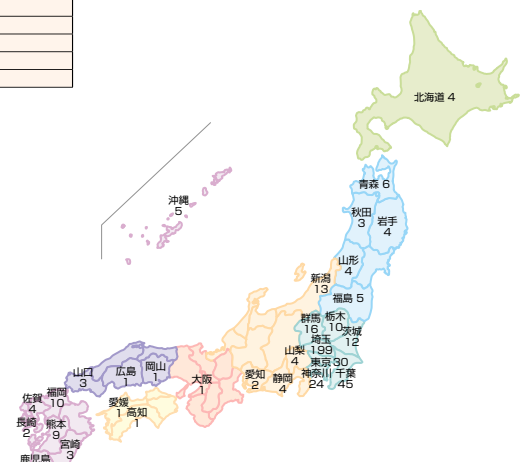 北海道 4
青森 6
沖縄
5
秋田
3
岩手
4
山形
4
新潟
13
福島 5
群馬
16
栃木
10
茨城
12
埼玉
199
山梨
4
東京 30
神奈川
24
千葉
45
愛知
2
静岡
4
大阪
1
岡山
1
広島
1
山口
3
愛媛
1
高知
1
福岡
10
佐賀
4
長崎
2
熊本
9
宮崎
3
鹿児島